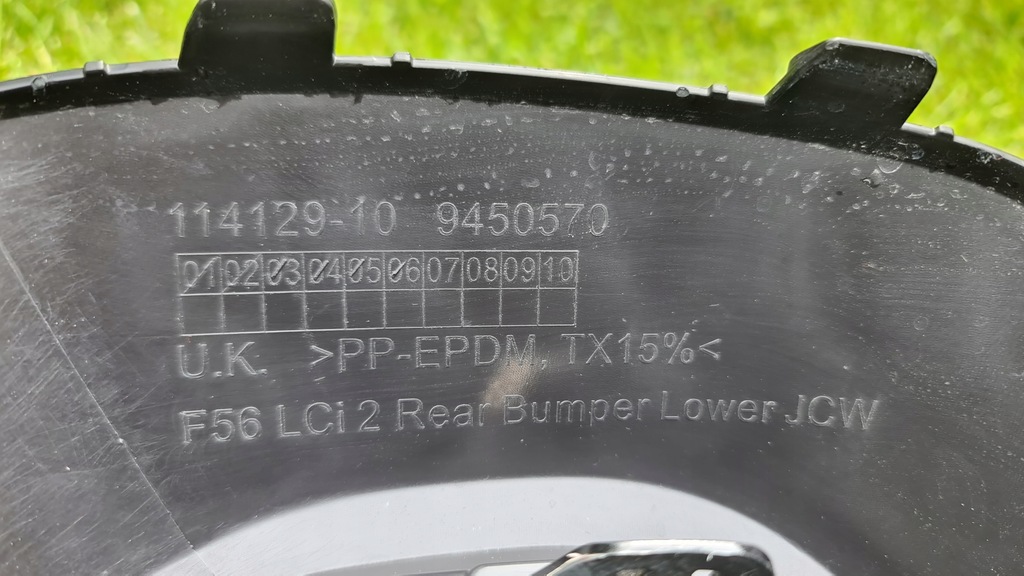 114129-10 9450570
01 02 03 04 05 06 07 08 09 10
U.K. >PP-EPDM, TX15%<
F56 LCi 2 Rear Bumper Lower JCW